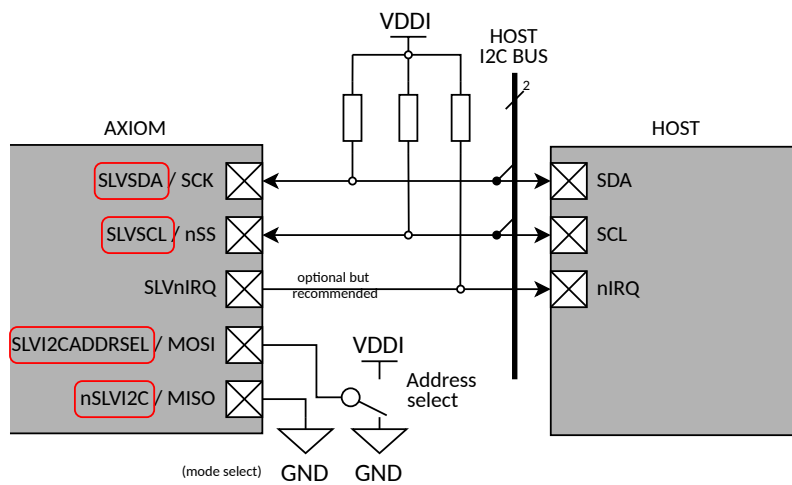 VDDI
HOST
I2C BUS
2
AXIOM
HOST
SLVSDA / SCK
SDA
SLVSCL / nSS
SCL
SLVnIRQ
optional but
recommended
nIRQ
SLVI2CADDRSEL / MOSI
VDDI
Address
select
nSLVI2C / MISO
(mode select)
GND
GND